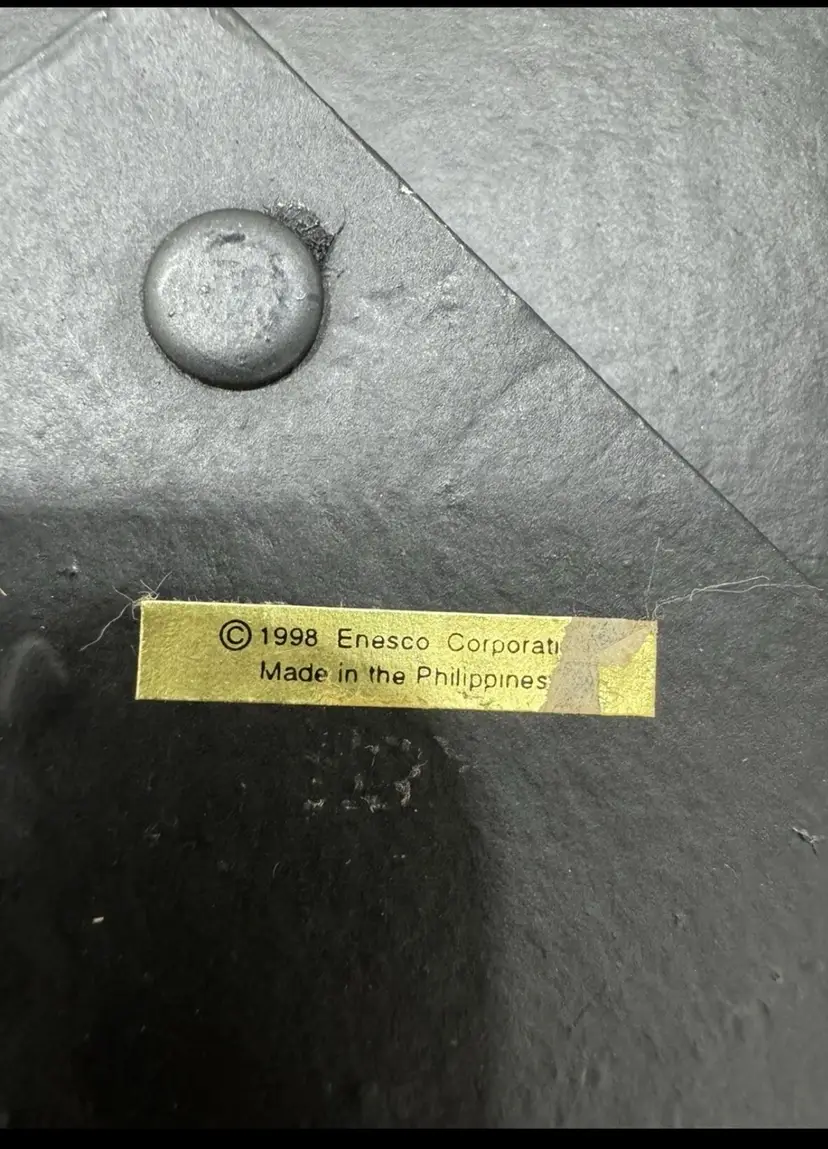 © 1998 Enesco Corporati
Made in the Philippines